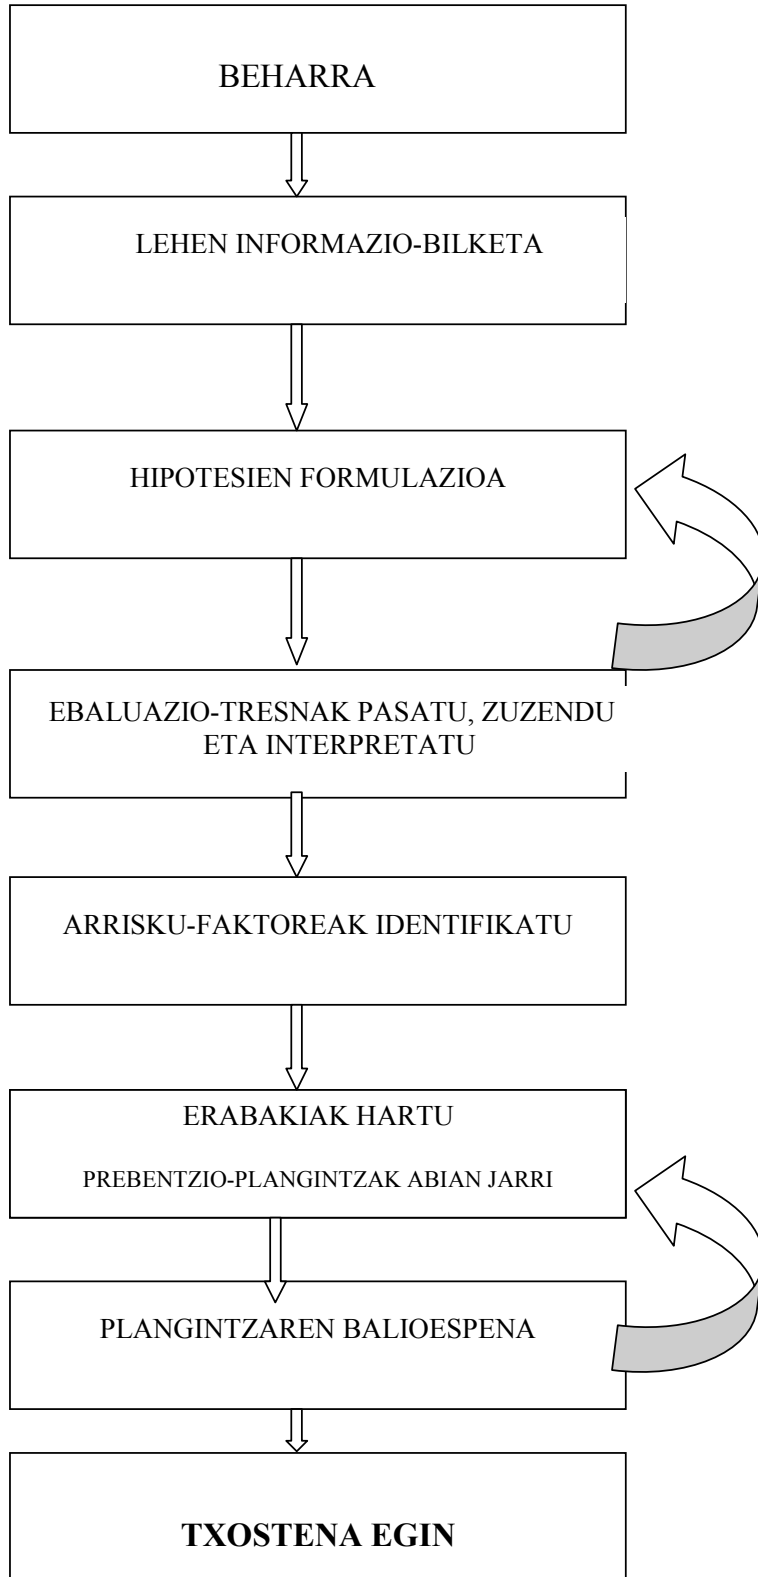 BEHARRA
LEHEN INFORMAZIO-BILKETA
HIPOTESIEN FORMULAZIOA
EBALUAZIO-TRESNAK PASATU, ZUZENDU
ETA INTERPRETATU
ARRISKU-FAKTOREAK IDENTIFIKATU
ERABAKIAK HARTU
PREBENTZIO-PLANGINTZAK ABIAN JARRI
PLANGINTZAREN BALIOESPENA
TXOSTENA EGIN